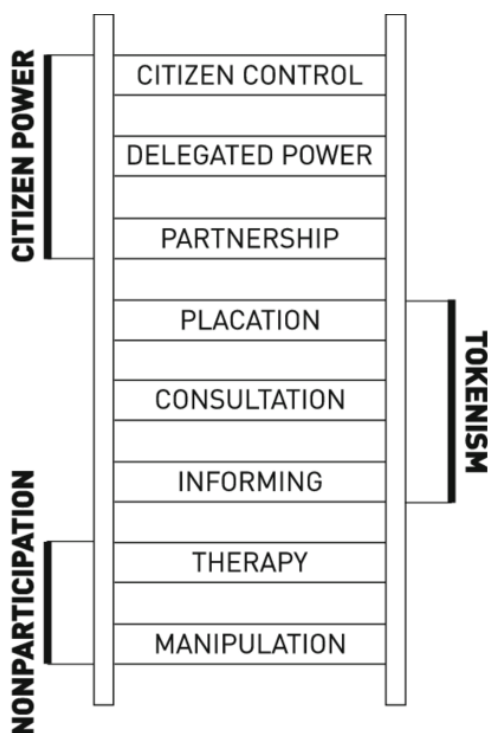 CITIZEN POWER
CITIZEN CONTROL
DELEGATED POWER
PARTNERSHIP
TOKENISM
PLACATION
CONSULTATION
INFORMING
NONPARTICIPATION
THERAPY
MANIPULATION